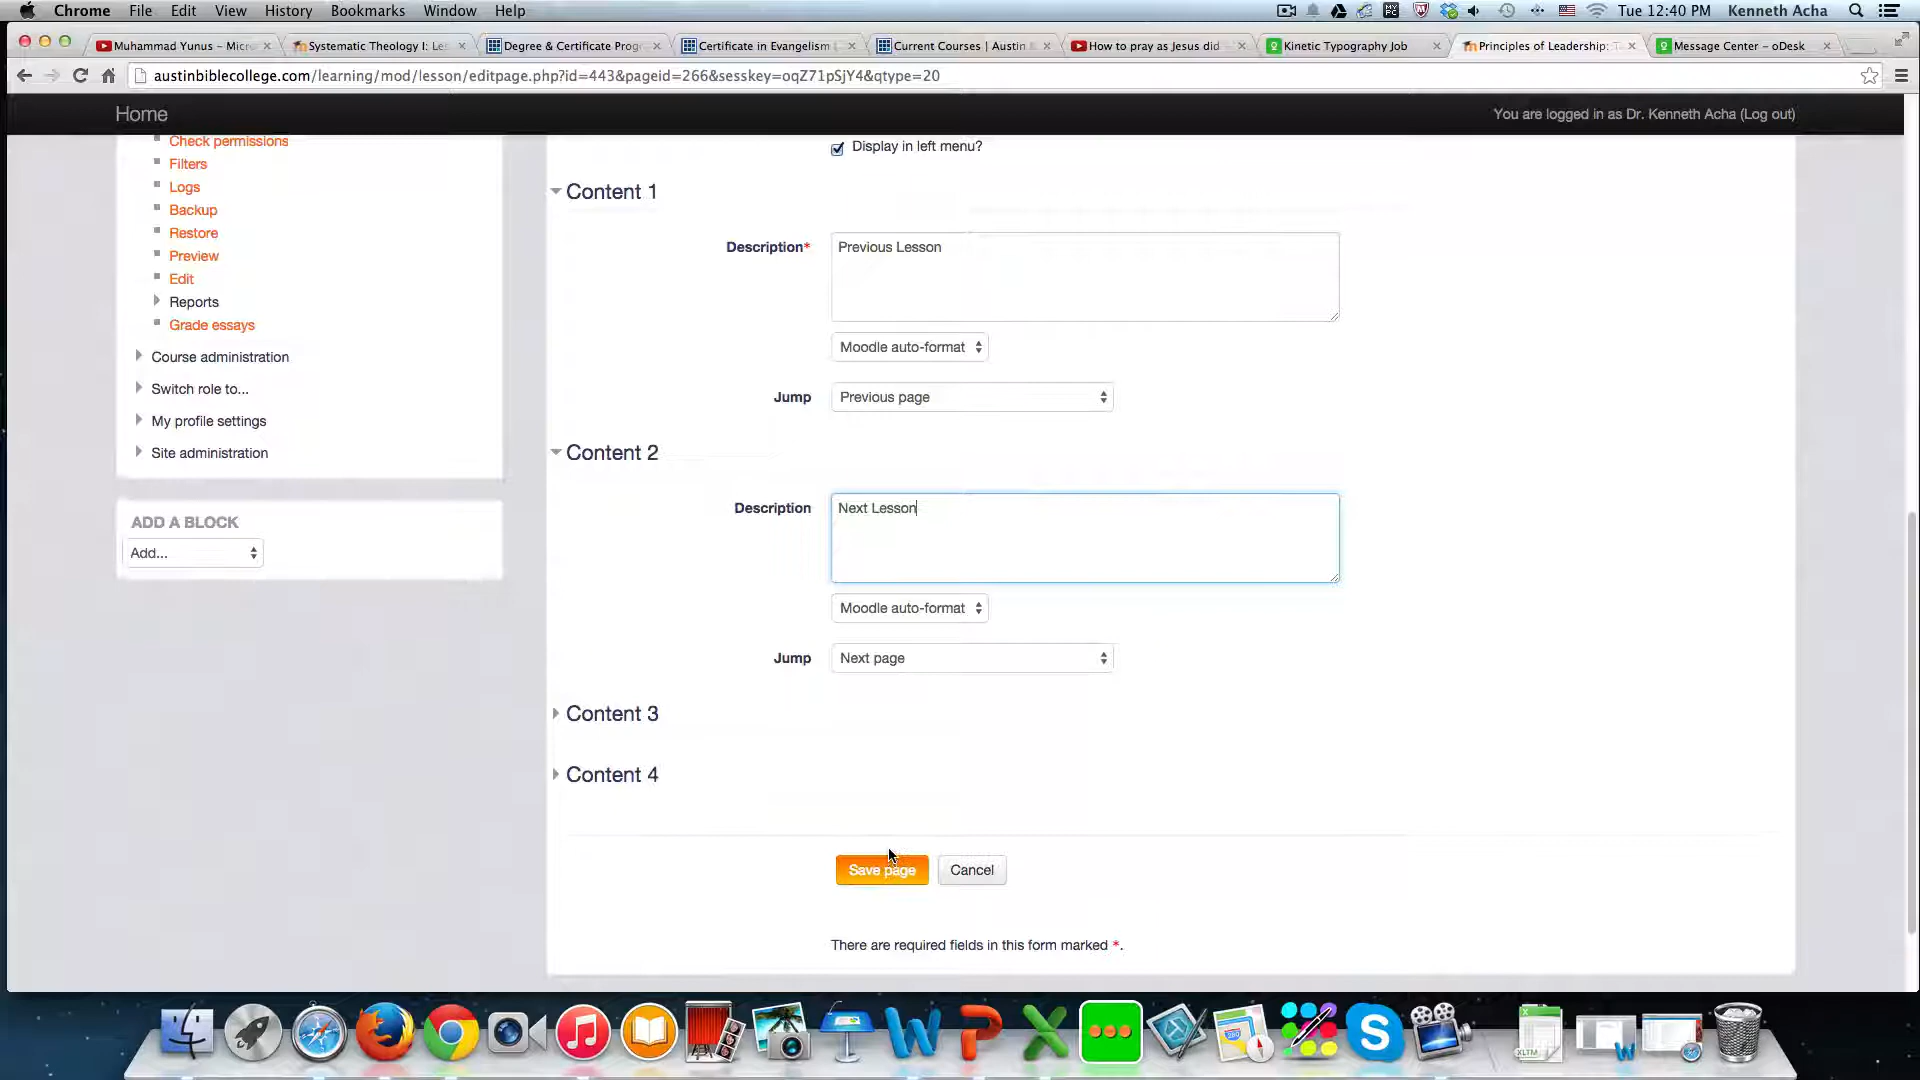 Chrome File Edit View History Bookmarks Window Help Tue 12:40 PM Kenneth Acha
Muhammad Yunus – Micr
Systematic Theology I: Le
Degree & Certificate Prog
Certificate in Evangelism
Current Courses | Austin
How to pray as Jesus did
Kinetic Typography Job
Principles of Leadership: T
Message Center - oDesk
austinbiblecollege.com/learning/mod/lesson/editpage.php?id=443&pageid=266&sesskey=oqZ71pSjY4&qtype=20
Home
You are logged in as Dr. Kenneth Acha (Log out)
Check permissions
Filters
Logs
Backup
Restore
Preview
Edit
Reports
Grade essays
Course administration
Switch role to...
My profile settings
Site administration
ADD A BLOCK
Add...
Display in left menu?
Content 1
Description*
Previous Lesson
Moodle auto-format
Jump
Previous page
Content 2
Description
Next Lesson
Moodle auto-format
Jump
Next page
Content 3
Content 4
Save page
Cancel
There are required fields in this form marked *.
XLTM